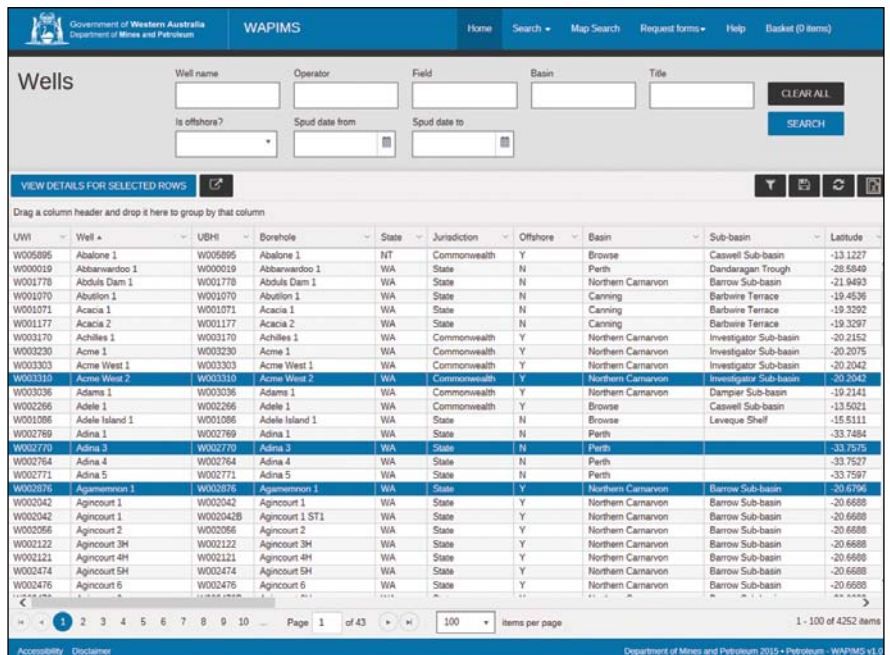 Government of Western Australia
Department of Mines and Petroleum
WAPIMS
Home Search Map Search Request forms Help Basket (0 items)
Wells
Well name Operator Field Basin Title
CLEAR ALL
Is offshore? Spud date from Spud date to
SEARCH
VIEW DETAILS FOR SELECTED ROWS
Drag a column header and drop it here to group by that column
UWI Well UBHI Borehole State Jurisdiction Offshore Basin Sub-basin Latitude
W005895 Abalone 1 W005895 Abalone 1 NT Commonwealth Y Browse Caswell Sub-basin -13.1227
W000019 Abbarwardoo 1 W000019 Abbarwardoo 1 WA State N Perth Dandaragan Trough -28.5849
W001778 Abduls Dam 1 W001778 Abduls Dam 1 WA State N Northern Carnarvon Barrow Sub-basin -21.9493
W001070 Abutilon 1 W001070 Abutilon 1 WA State N Canning Barbwire Terrace -19.4536
W001071 Acacia 1 W001071 Acacia 1 WA State N Canning Barbwire Terrace -19.3292
W001177 Acacia 2 W001177 Acacia 2 WA State N Canning Barbwire Terrace -19.3297
W003170 Achilles 1 W003170 Achilles 1 WA Commonwealth Y Northern Carnarvon Investigator Sub-basin -20.2152
W003230 Acme 1 W003230 Acme 1 WA Commonwealth Y Northern Carnarvon Investigator Sub-basin -20.2075
W003303 Acme West 1 W003303 Acme West 1 WA Commonwealth Y Northern Carnarvon Investigator Sub-basin -20.2042
W003310 Acme West 2 W003310 Acme West 2 WA Commonwealth Y Northern Carnarvon Investigator Sub-basin -20.2042
W003036 Adams 1 W003036 Adams 1 WA Commonwealth Y Northern Carnarvon Dampier Sub-basin -19.2141
W002266 Adele 1 W002266 Adele 1 WA Commonwealth Y Browse Caswell Sub-basin -13.5021
W001086 Adele Island 1 W001086 Adele Island 1 WA State N Browse Leveque Shelf -15.5111
W002769 Adina 1 W002769 Adina 1 WA State N Perth -33.7484
W002770 Adina 3 W002770 Adina 3 WA State N Perth -33.7575
W002764 Adina 4 W002764 Adina 4 WA State N Perth -33.7527
W002771 Adina 5 W002771 Adina 5 WA State N Perth -33.7597
W002876 Agamemnon 1 W002876 Agamemnon 1 WA State Y Northern Carnarvon Barrow Sub-basin -20.6796
W002042 Agincourt 1 W002042 Agincourt 1 WA State Y Northern Carnarvon Barrow Sub-basin -20.6688
W002042 Agincourt 1 W002042B Agincourt 1 ST1 WA State Y Northern Carnarvon Barrow Sub-basin -20.6688
W002056 Agincourt 2 W002056 Agincourt 2 WA State Y Northern Carnarvon Barrow Sub-basin -20.6688
W002122 Agincourt 3H W002122 Agincourt 3H WA State Y Northern Carnarvon Barrow Sub-basin -20.6688
W002121 Agincourt 4H W002121 Agincourt 4H WA State Y Northern Carnarvon Barrow Sub-basin -20.6688
W002474 Agincourt 5H W002474 Agincourt 5H WA State Y Northern Carnarvon Barrow Sub-basin -20.6688
W002476 Agincourt 6 W002476 Agincourt 6 WA State Y Northern Carnarvon Barrow Sub-basin -20.6688
1 2 3 4 5 6 7 8 9 10 ... Page 1 of 43 100 items per page 1 - 100 of 4252 items
Accessibility Disclaimer Department of Mines and Petroleum 2015 • Petroleum - WAPIMS v1.0